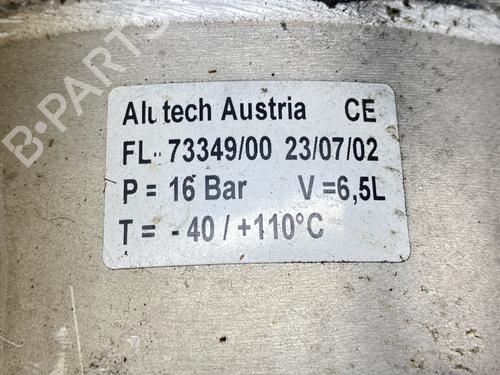 B-PARTS
Alutech Austria CE
FL.. 73349/00 23/07/02
P = 16 Bar V =6,5L
T = - 40 / +110°C